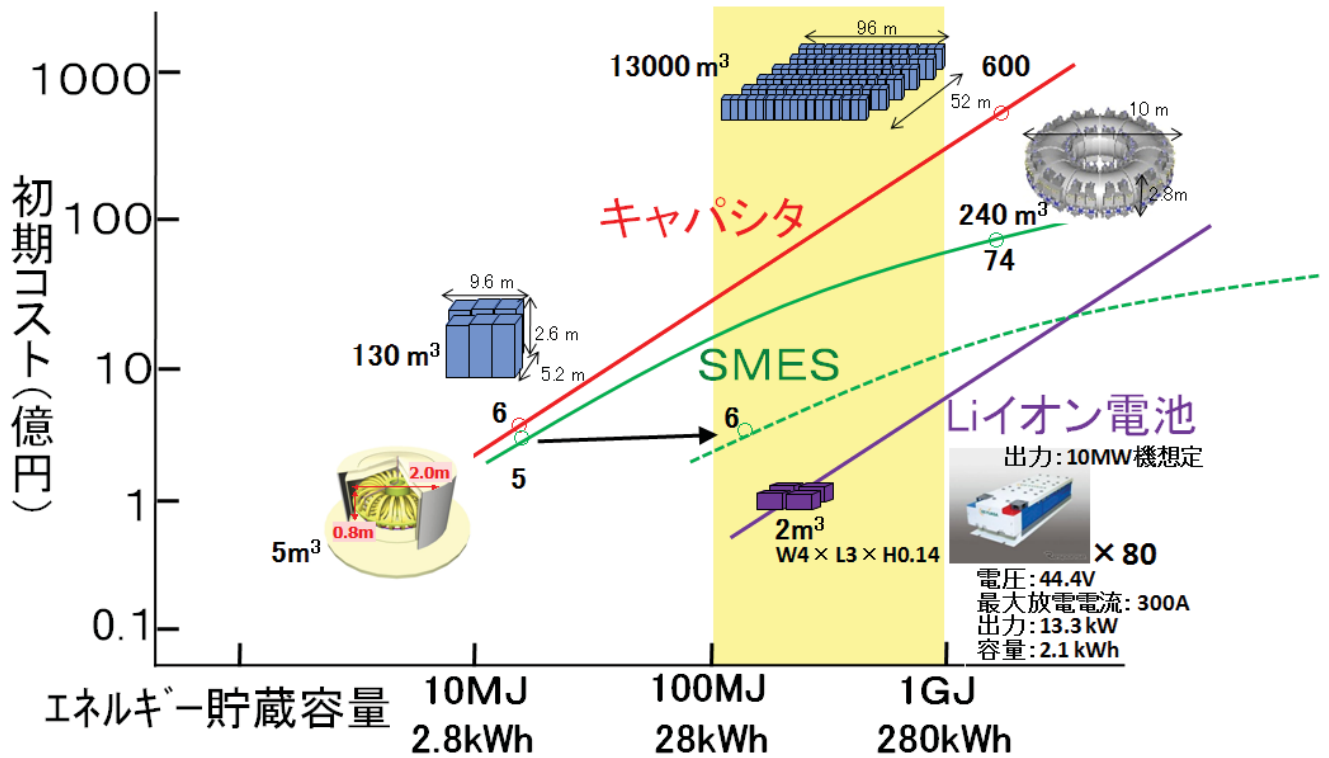 初期コスト(億円)
1000
100
10
1
0.1
13000 m³
96 m
52 m
600
10 m
2.8m
240 m³
74
キャパシタ
9.6 m
2.6 m
5.2 m
130 m³
6
5
SMES
6
Liイオン電池
出力:10MW機想定
2.0m
0.8m
5m³
2m³
W4×L3×H0.14
×80
電圧:44.4V
最大放電電流:300A
出力:13.3 kW
容量:2.1 kWh
エネルギー貯蔵容量
10MJ
100MJ
1GJ
2.8kWh
28kWh
280kWh